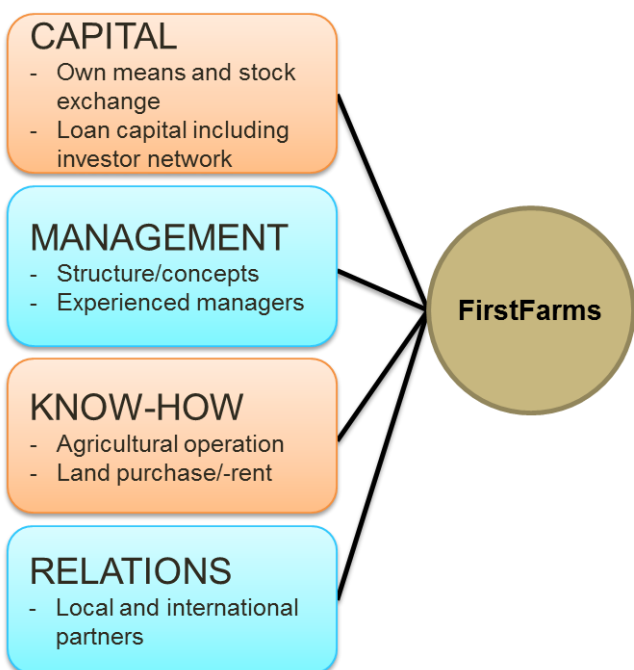 CAPITAL
- Own means and stock
exchange
- Loan capital including
investor network
MANAGEMENT
- Structure/concepts
- Experienced managers
KNOW-HOW
- Agricultural operation
- Land purchase/-rent
RELATIONS
- Local and international
partners
FirstFarms